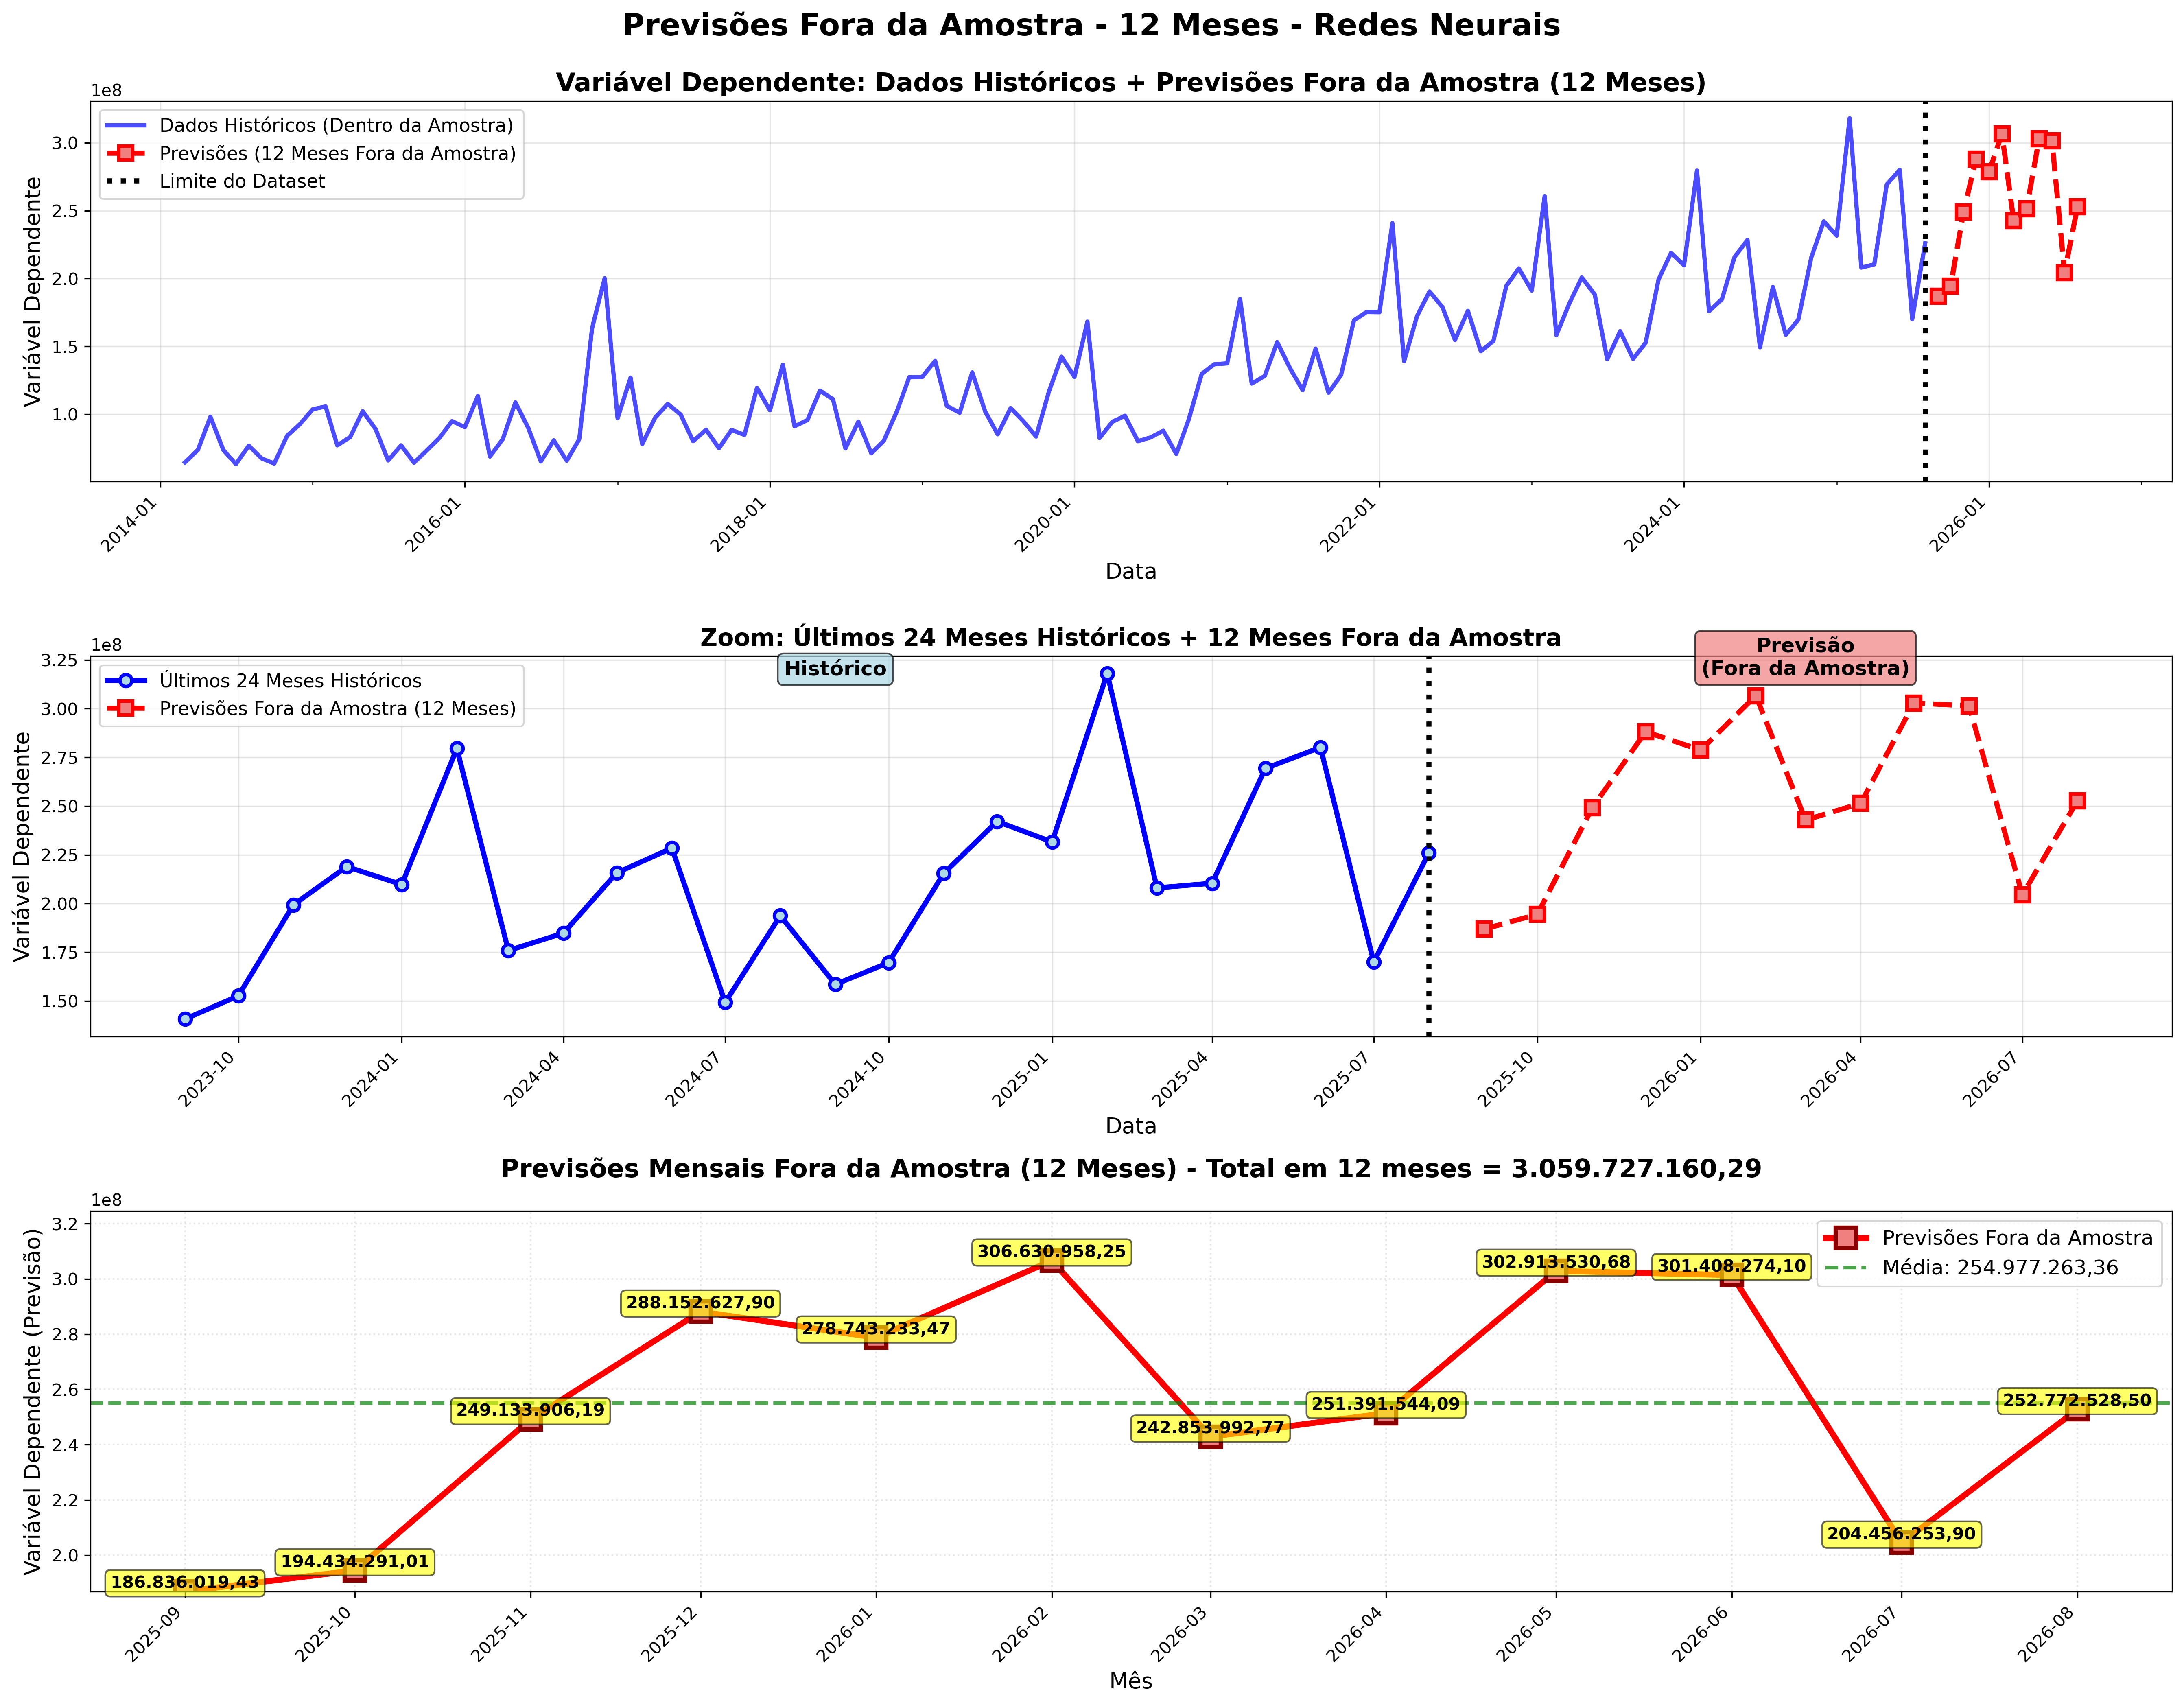 Previsões Fora da Amostra - 12 Meses - Redes Neurais
Variável Dependente: Dados Históricos + Previsões Fora da Amostra (12 Meses)
1e8
Dados Históricos (Dentro da Amostra)
Previsões (12 Meses Fora da Amostra)
Limite do Dataset
Variável Dependente
3.0
2.5
2.0
1.5
1.0
2014-01
2016-01
2018-01
2020-01
2022-01
2024-01
2026-01
Data
Zoom: Últimos 24 Meses Históricos + 12 Meses Fora da Amostra
1e8
Últimos 24 Meses Históricos
Previsões Fora da Amostra (12 Meses)
Histórico
Previsão
(Fora da Amostra)
Variável Dependente
3.25
3.00
2.75
2.50
2.25
2.00
1.75
1.50
2023-10
2024-01
2024-04
2024-07
2024-10
2025-01
2025-04
2025-07
2025-10
2026-01
2026-04
2026-07
Data
Previsões Mensais Fora da Amostra (12 Meses) - Total em 12 meses = 3.059.727.160,29
1e8
Previsões Fora da Amostra
Média: 254.977.263,36
Variável Dependente (Previsão)
3.2
3.0
2.8
2.6
2.4
2.2
2.0
186.836.019,43
194.434.291,01
249.133.906,19
288.152.627,90
278.743.233,47
306.630.958,25
242.853.992,77
251.391.544,09
302.913.530,68
301.408.274,10
204.456.253,90
252.772.528,50
2025-09
2025-10
2025-11
2025-12
2026-01
2026-02
2026-03
2026-04
2026-05
2026-06
2026-07
2026-08
Mês